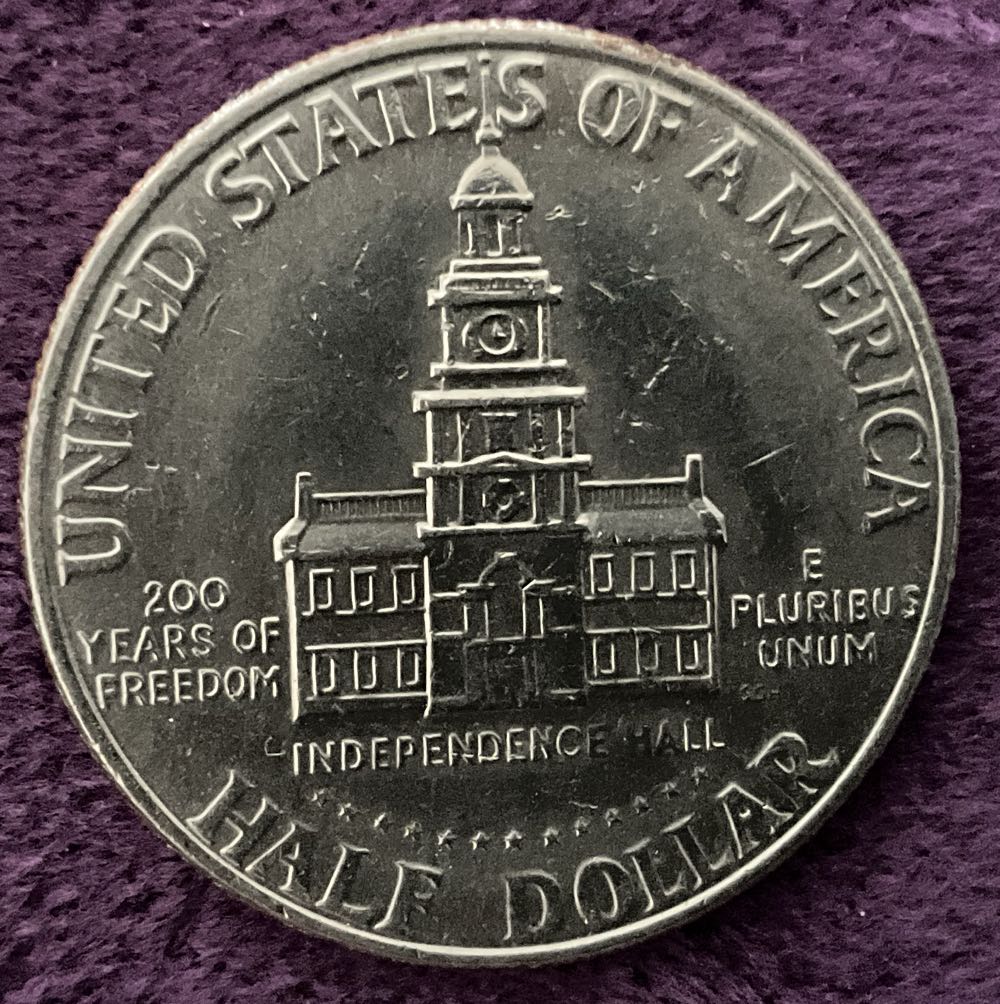 UNITED STATES OF AMERICA
200
YEARS OF
FREEDOM
E
PLURIBUS
UNUM
INDEPENDENCE HALL
HALF DOLLAR